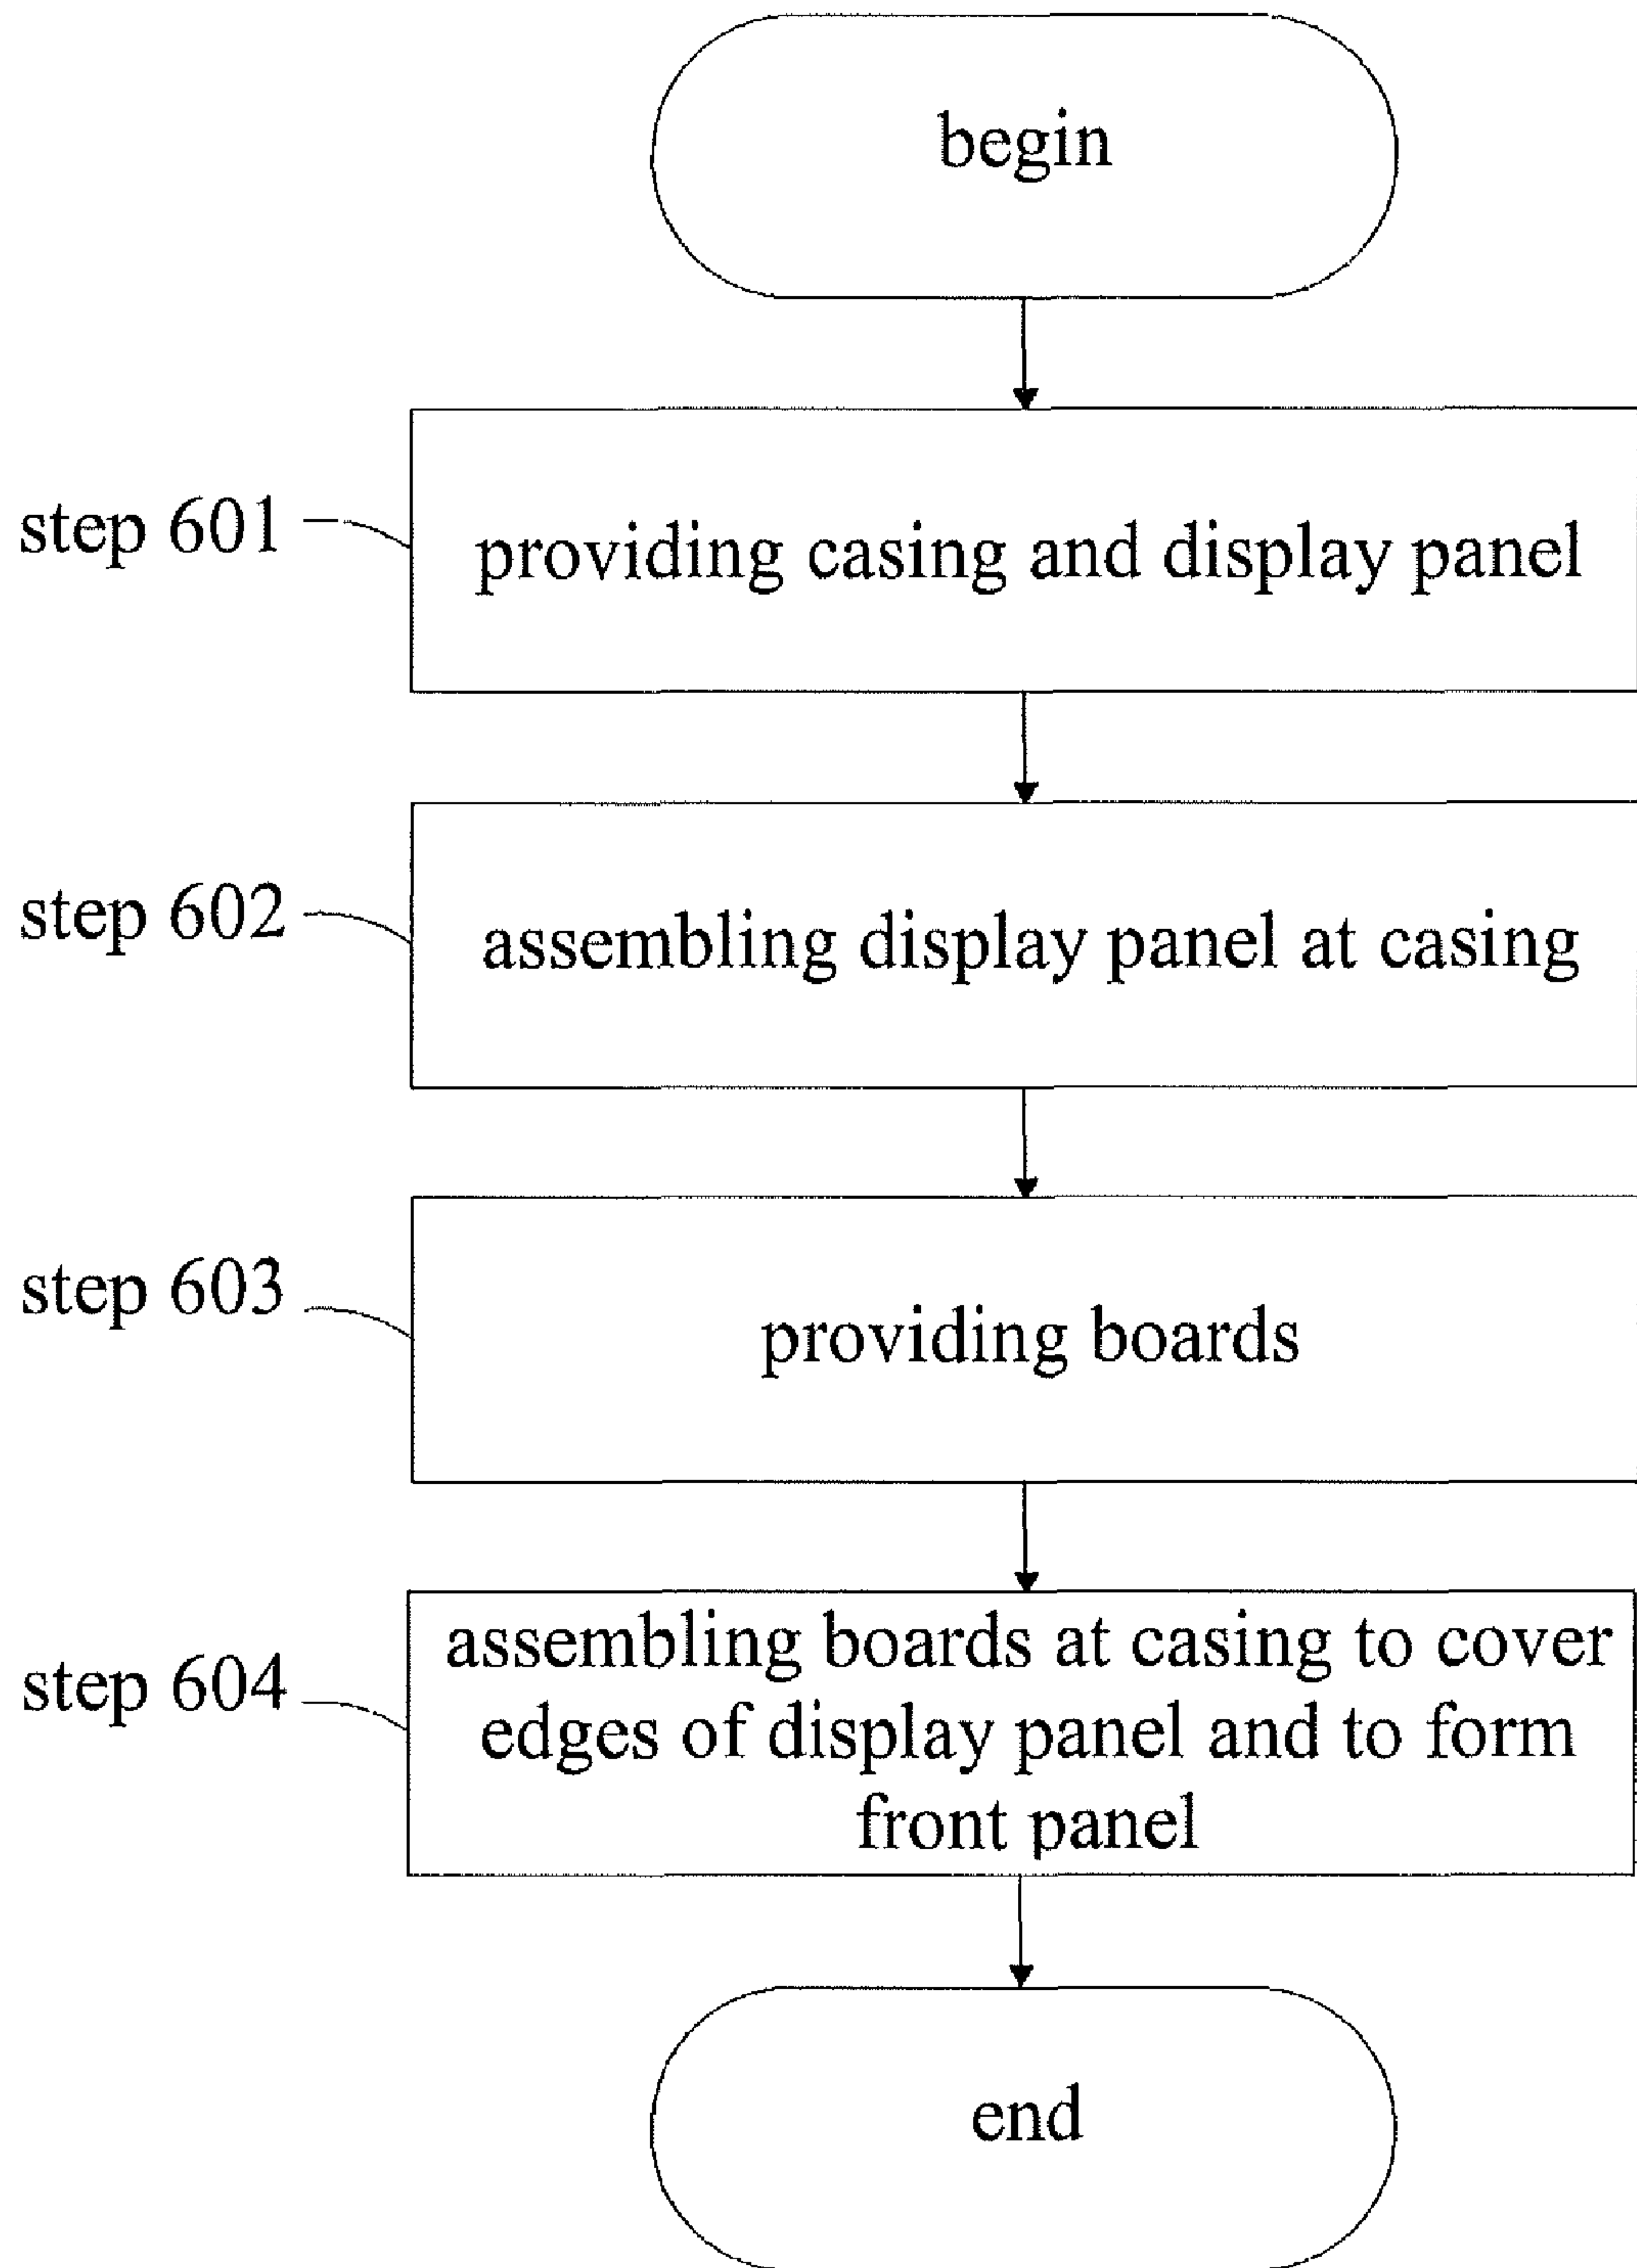 begin
step 601
providing casing and display panel
step 602
assembling display panel at casing
step 603
providing boards
step 604
assembling boards at casing to cover
edges of display panel and to form
front panel
end